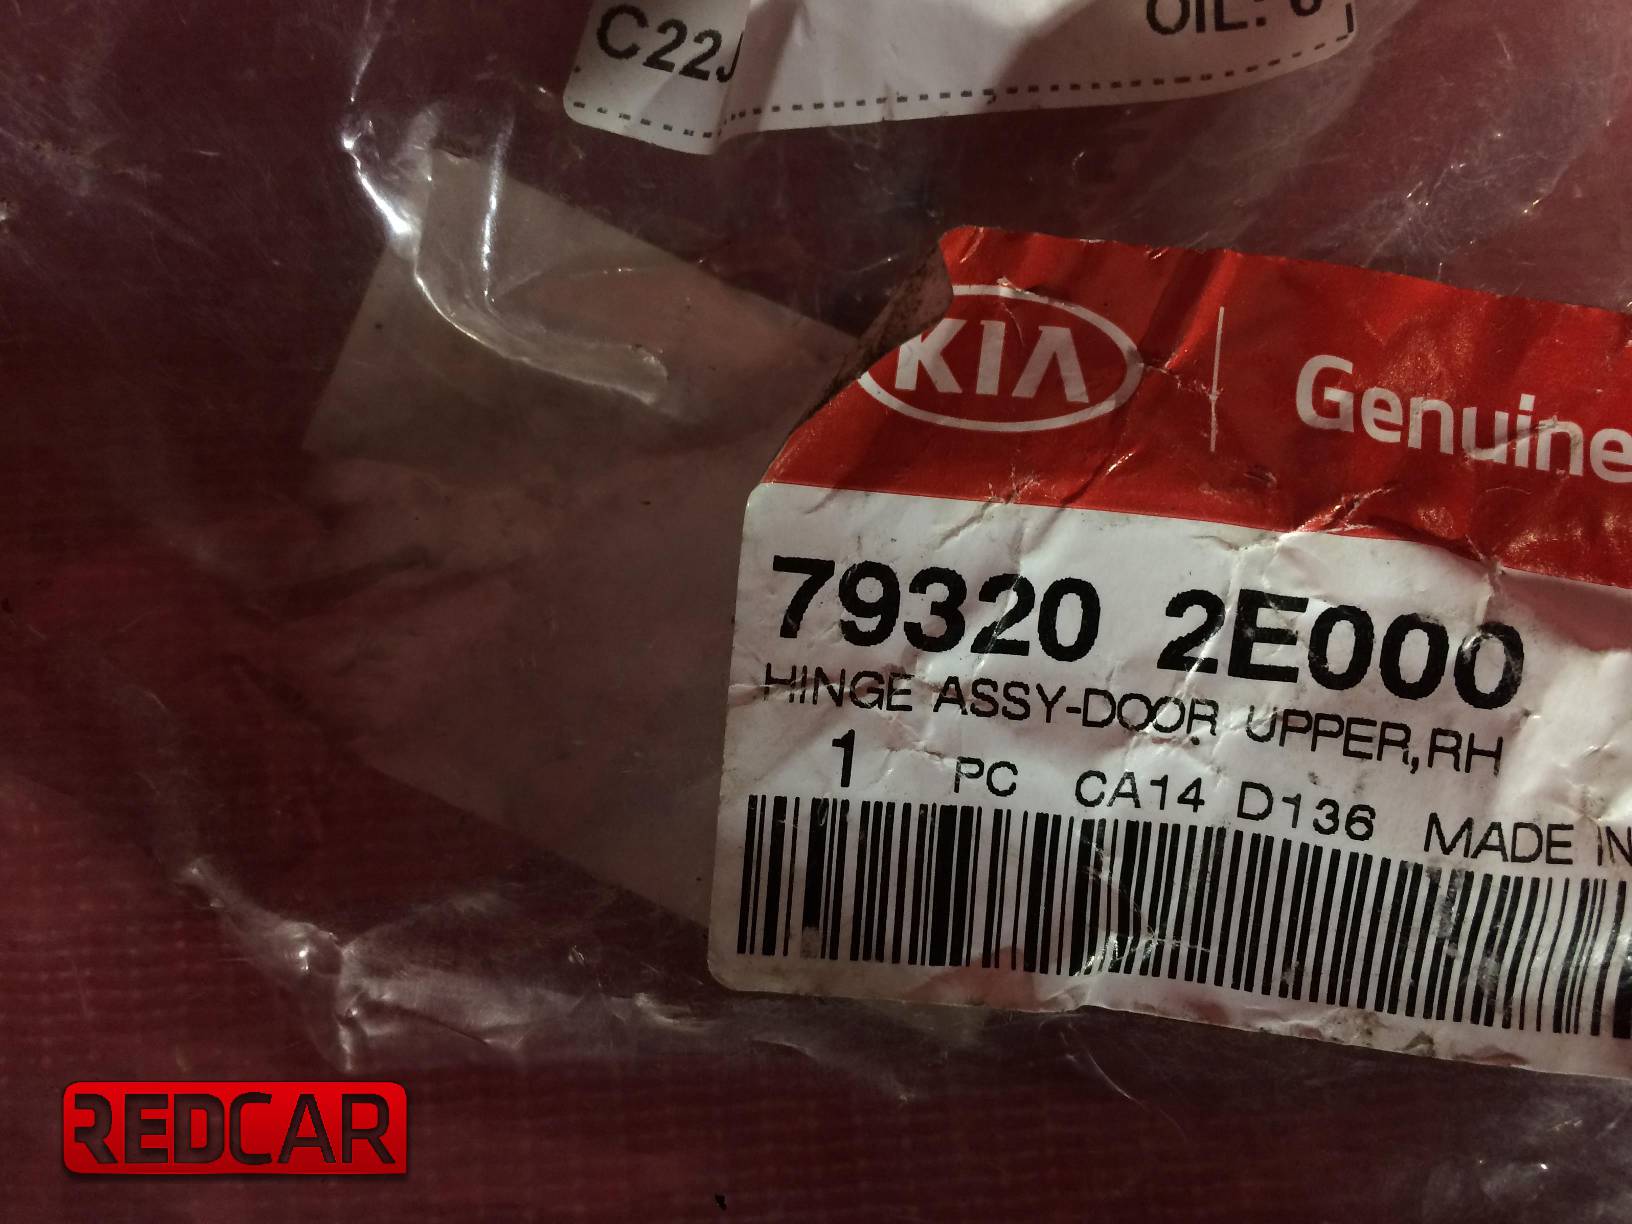 C22J
OIL:
KIA
Genuine
79320 2E000
HINGE ASSY-DOOR UPPER,RH
1 PC CA14 D136 MADE IN
REDCAR